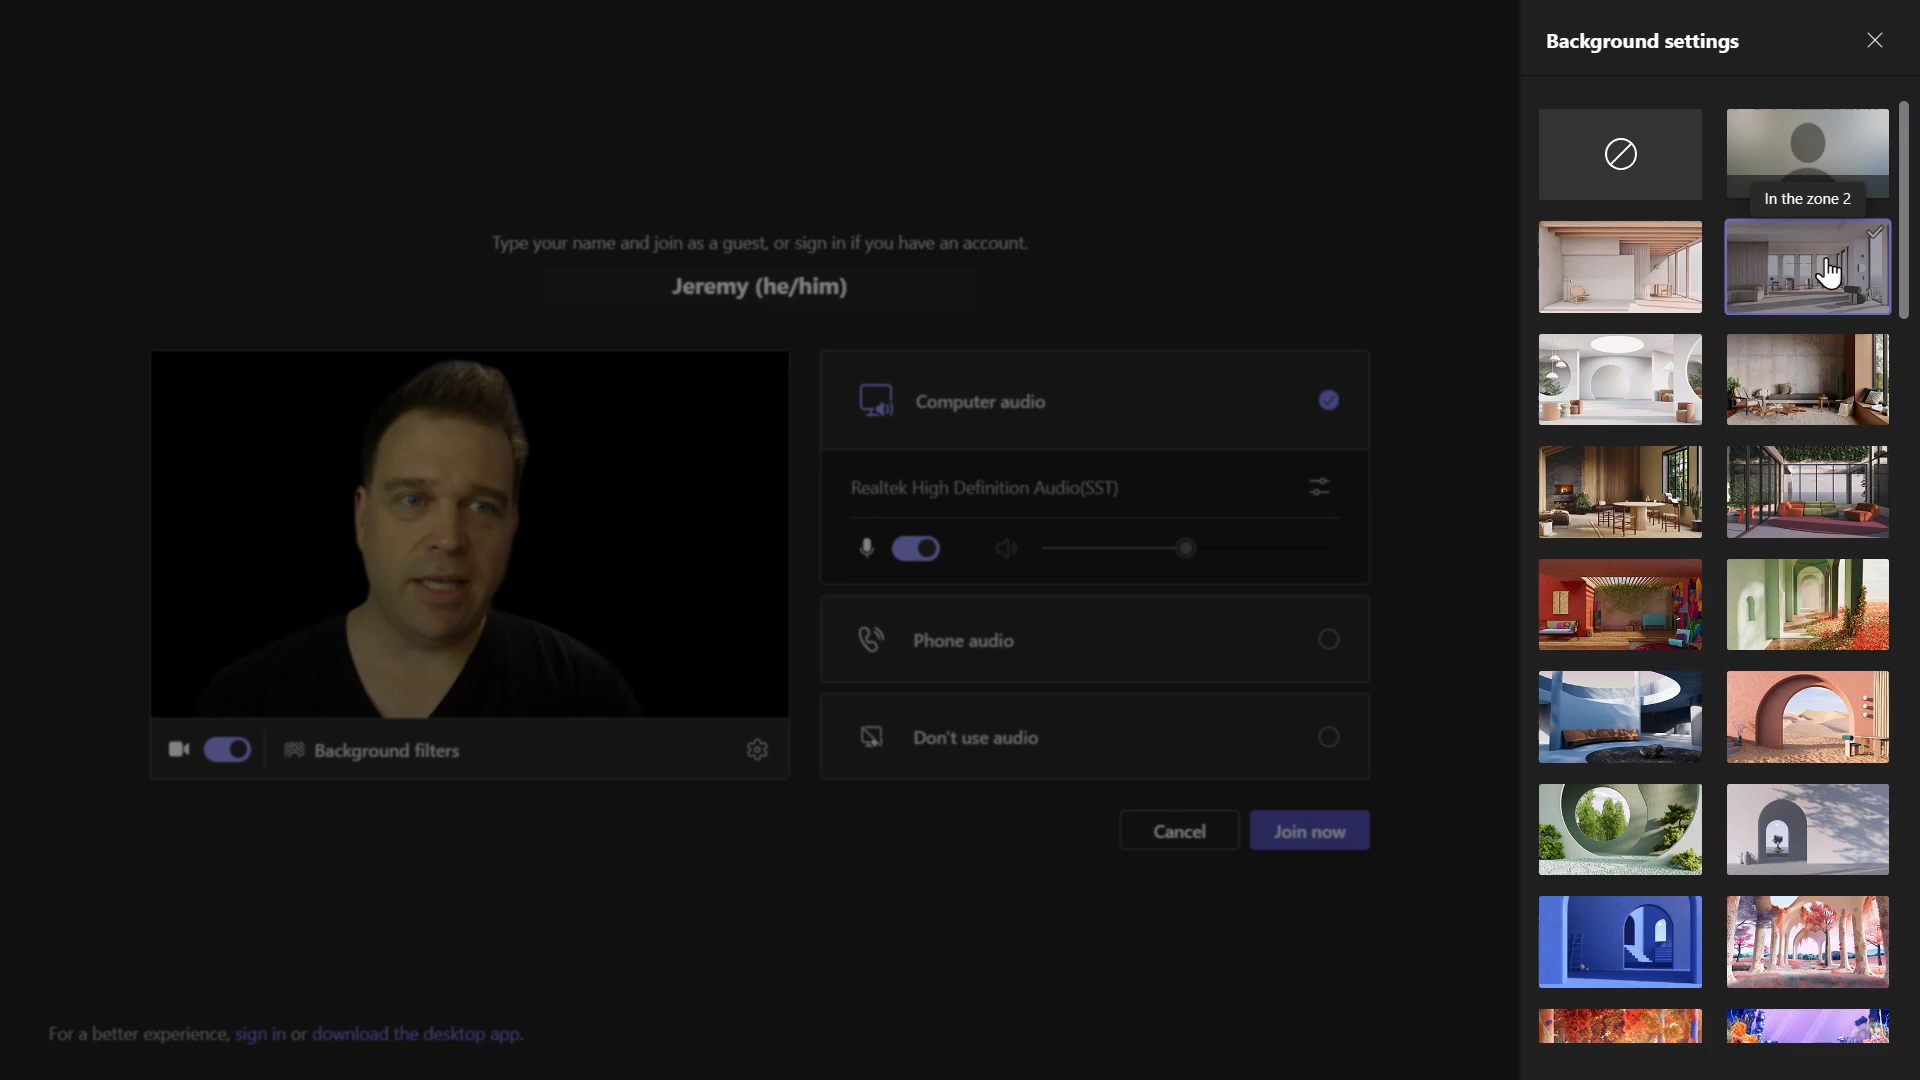 Background settings
In the zone 2
Type your name and join as a guest, or sign in if you have an account.
Jeremy (he/him)
Computer audio
Realtek High Definition Audio(SST)
Phone audio
Don't use audio
Background filters
Cancel
Join now
For a better experience, sign in or download the desktop app.